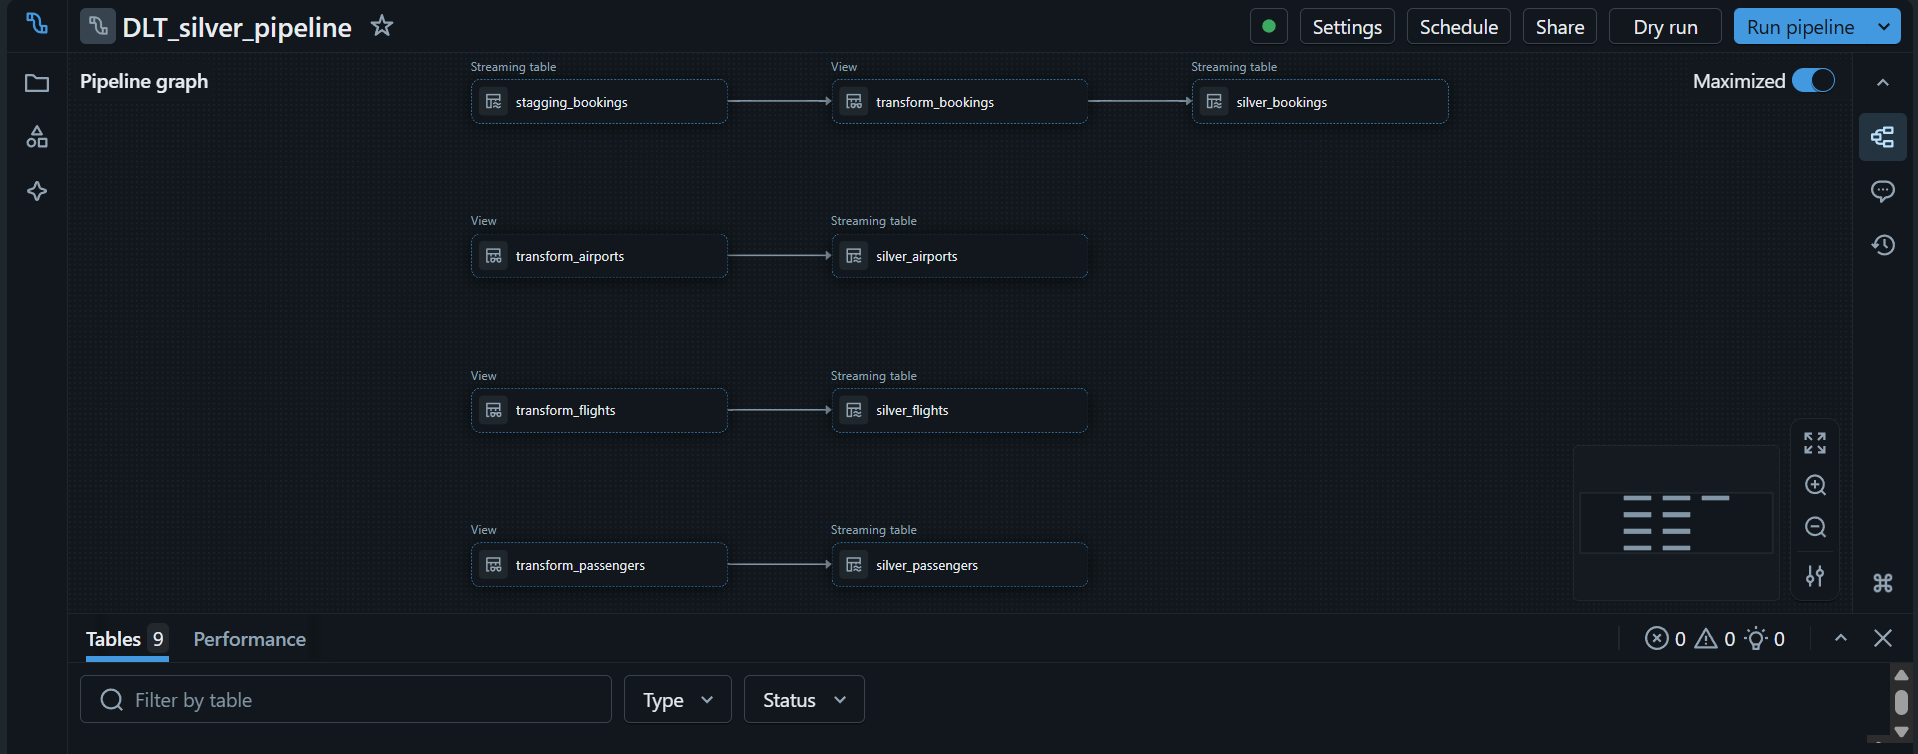 DLT_silver_pipeline
Settings
Schedule
Share
Dry run
Run pipeline
Pipeline graph
Maximized
Streaming table
View
Streaming table
stagging_bookings
transform_bookings
silver_bookings
View
Streaming table
transform_airports
silver_airports
View
Streaming table
transform_flights
silver_flights
View
Streaming table
transform_passengers
silver_passengers
Tables 9
Performance
0
0
0
Filter by table
Type
Status